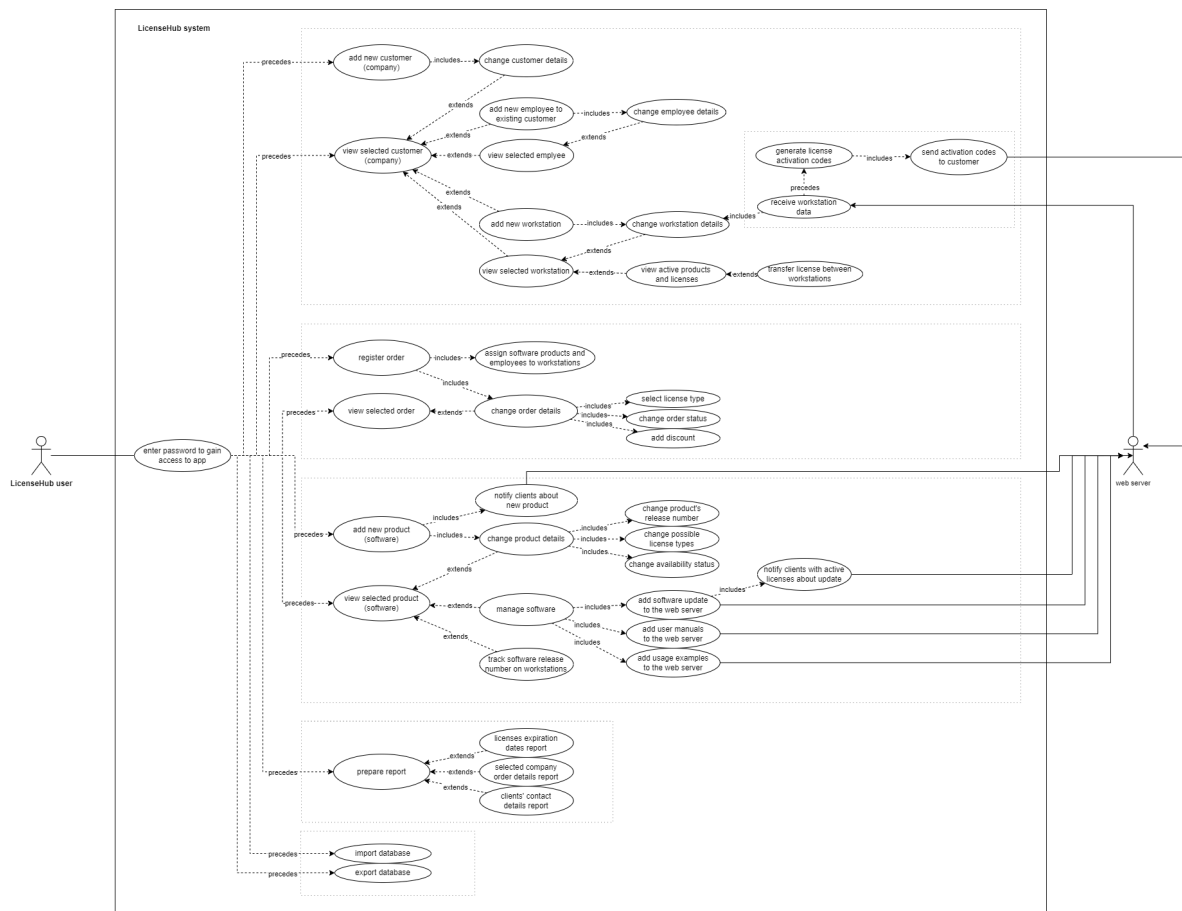 LicenseHub system
precedes
add new customer
(company)
includes
change customer details
extends
add new employee to
existing customer
includes
change employee details
extends
extends
precedes
view selected customer
(company)
extends
view selected emplyee
generate license
activation codes
includes
send activation codes
to customer
precedes
extends
extends
receive workstation
data
includes
add new workstation
includes
change workstation details
extends
view selected workstation
extends
view active products
and licenses
extends
transfer license between
workstations
precedes
register order
includes
assign software products and
employees to workstations
includes
precedes
view selected order
extends
change order details
includes
select license type
includes
change order status
includes
add discount
LicenseHub user
enter password to gain
access to app
web server
notify clients about
new product
includes
precedes
add new product
(software)
includes
change product details
includes
change product's
release number
includes
change possible
license types
includes
change availability status
extends
notify clients with active
licenses about update
includes
precedes
view selected product
(software)
extends
manage software
includes
add software update
to the web server
includes
add user manuals
to the web server
includes
add usage examples
to the web server
extends
track software release
number on workstations
precedes
prepare report
extends
licenses expiration
dates report
extends
selected company
order details report
extends
clients' contact
details report
precedes
import database
precedes
export database